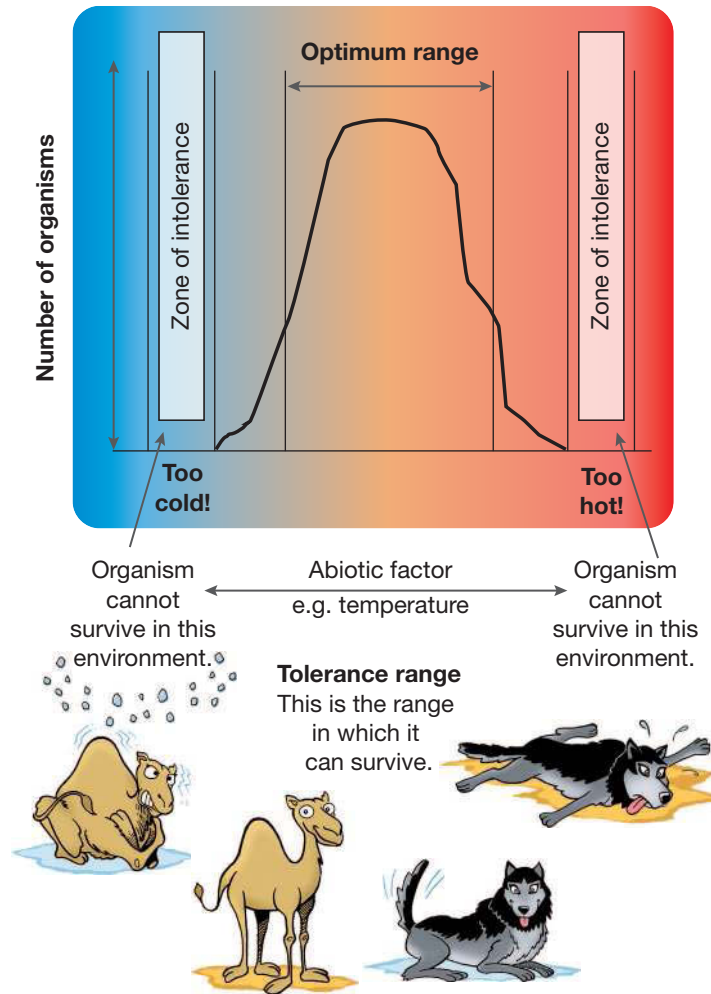 Optimum range
Number of organisms
Zone of intolerance
Zone of intolerance
Too
cold!
Too
hot!
Organism
cannot
survive in this
environment.
Abiotic factor
e.g. temperature
Organism
cannot
survive in this
environment.
Tolerance range
This is the range
in which it
can survive.